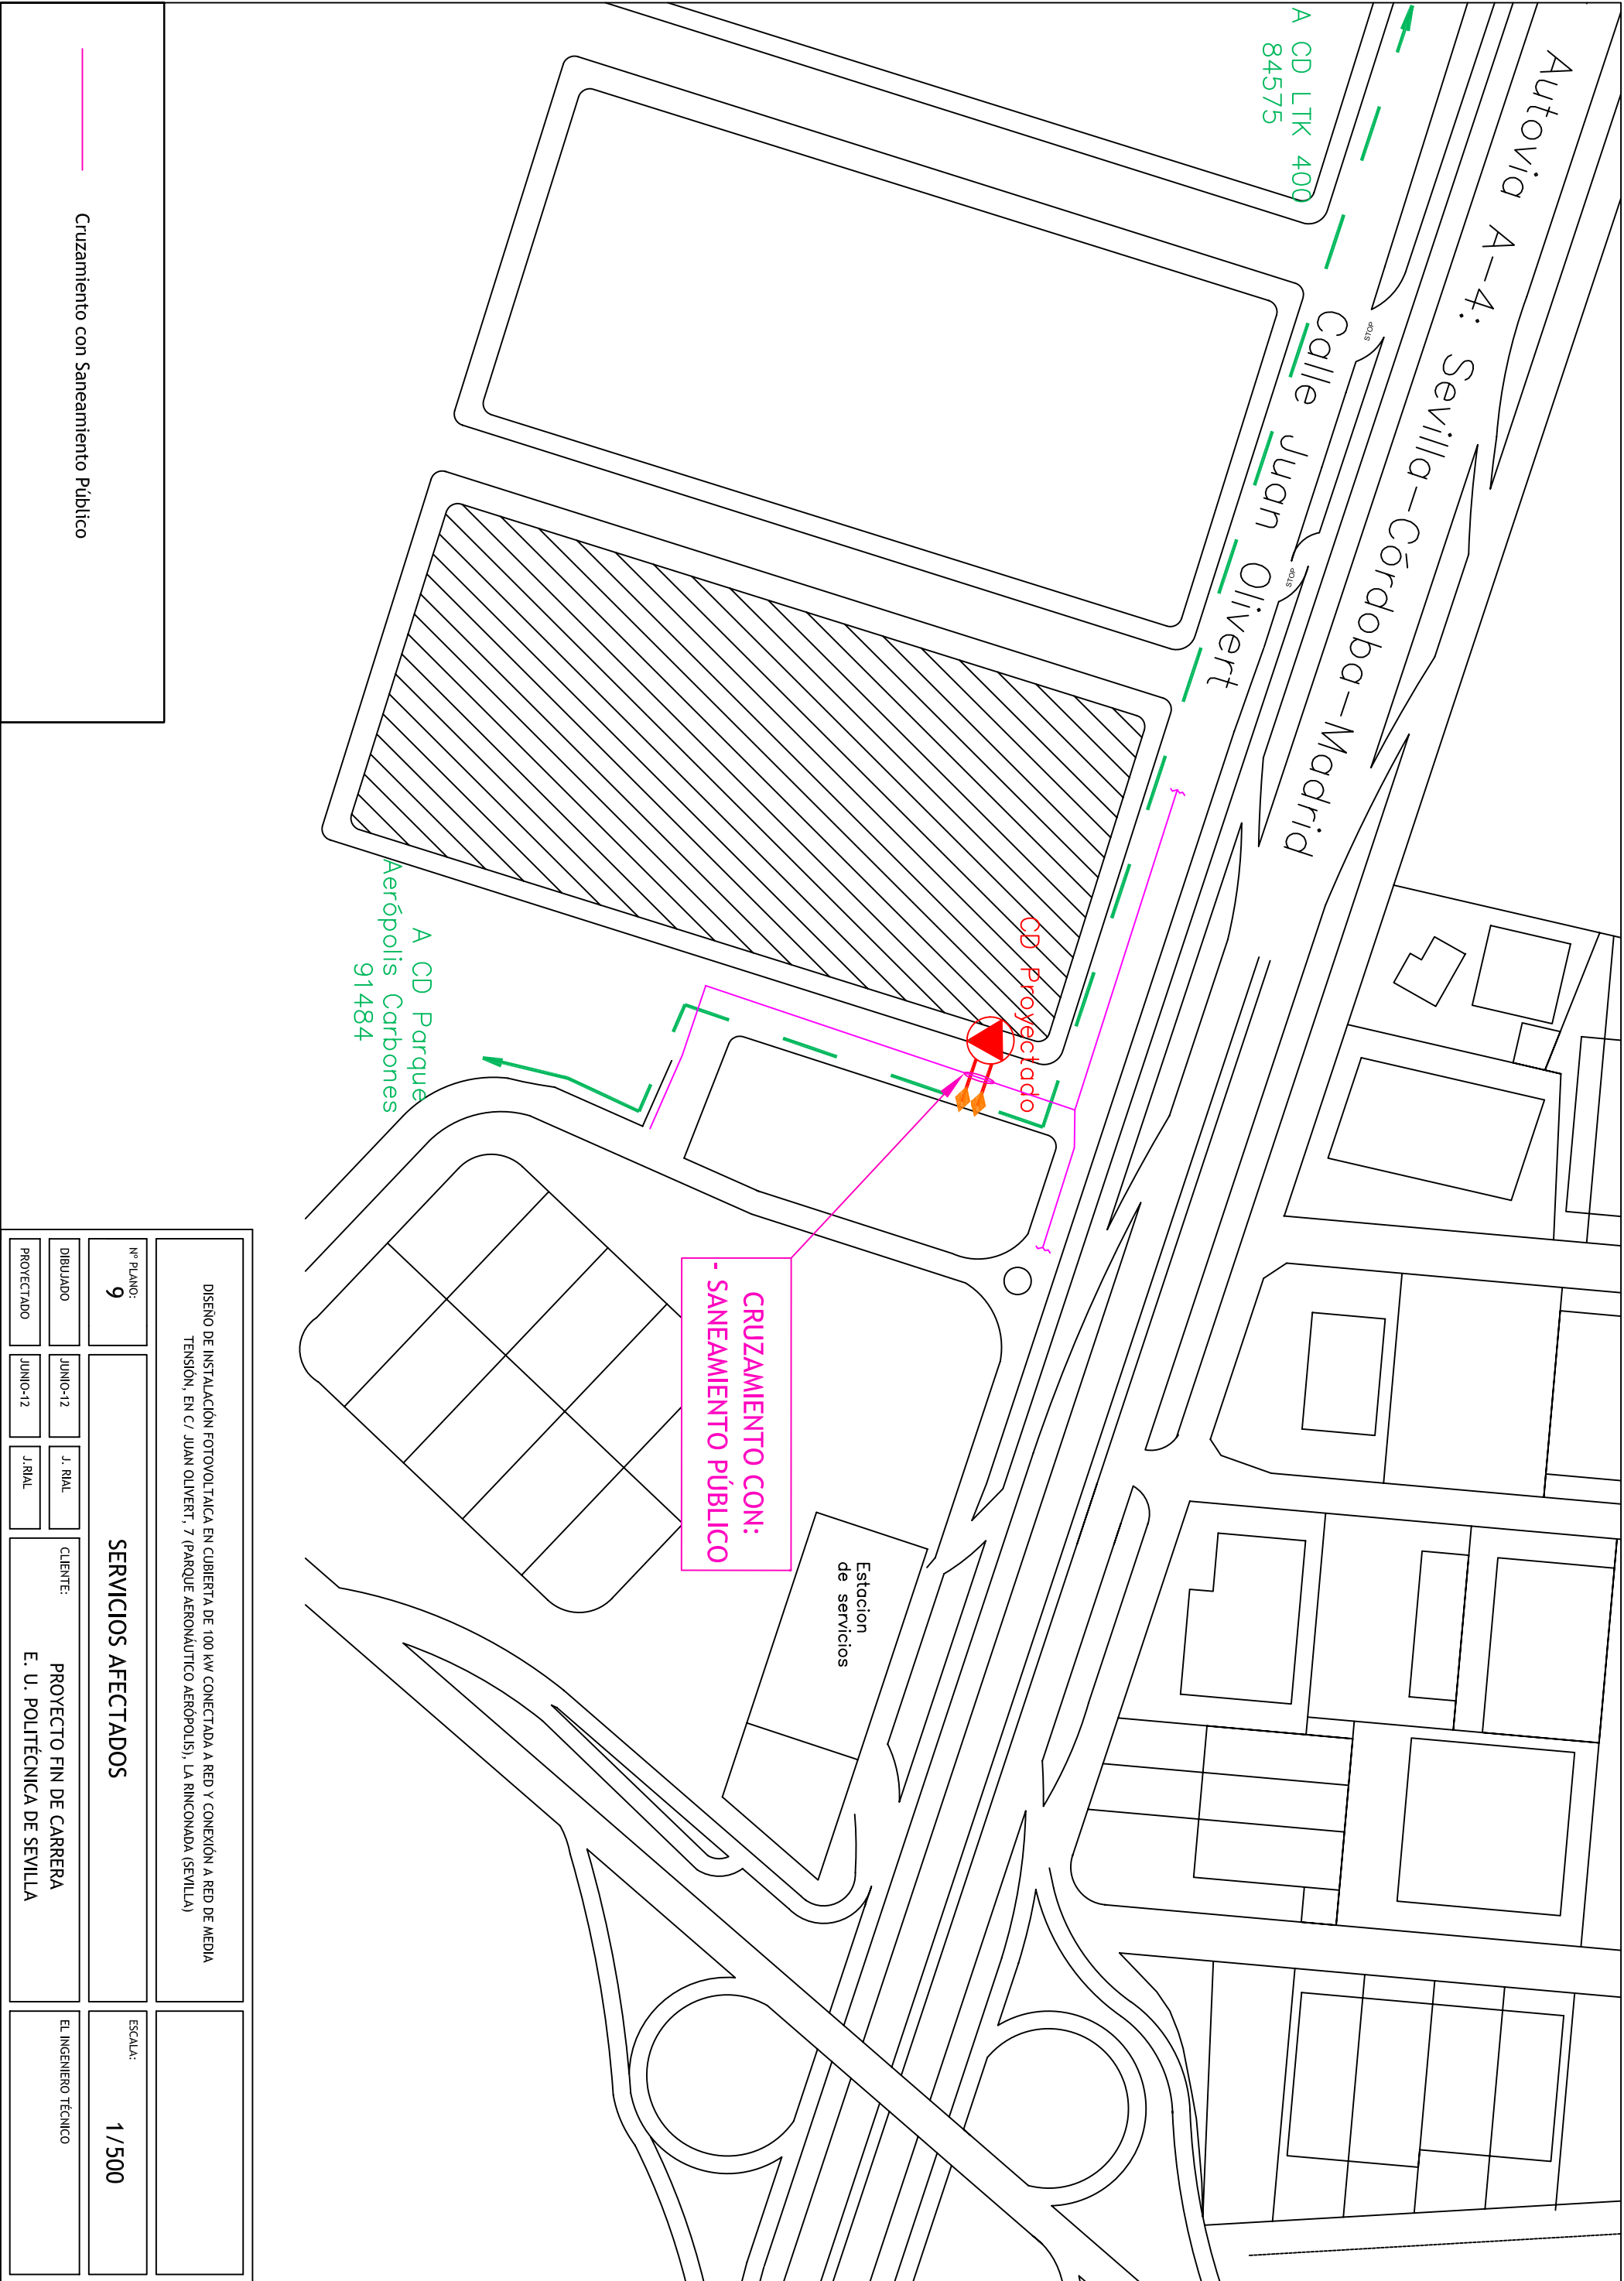 Autovia A-4: Sevilla-Córdoba-Madrid
A CD LTK 400
84575
Calle Juan Olivert
STOP
STOP
CD Proyectado
A CD Parque
Aerópolis Carbones
91484
CRUZAMIENTO CON:
- SANEAMIENTO PÚBLICO
Estacion
de servicios
Cruzamiento con Saneamiento Público
DISEÑO DE INSTALACIÓN FOTOVOLTAICA EN CUBIERTA DE 100 kW CONECTADA A RED Y CONEXIÓN A RED DE MEDIA
TENSIÓN, EN C/ JUAN OLIVERT, 7 (PARQUE AERONÁUTICO AERÓPOLIS), LA RINCONADA (SEVILLA)
Nº PLANO:
9
SERVICIOS AFECTADOS
ESCALA:
1/500
DIBUJADO
JUNIO-12
J. RIAL
PROYECTADO
JUNIO-12
J.RIAL
CLIENTE:
PROYECTO FIN DE CARRERA
E. U. POLITÉCNICA DE SEVILLA
EL INGENIERO TÉCNICO